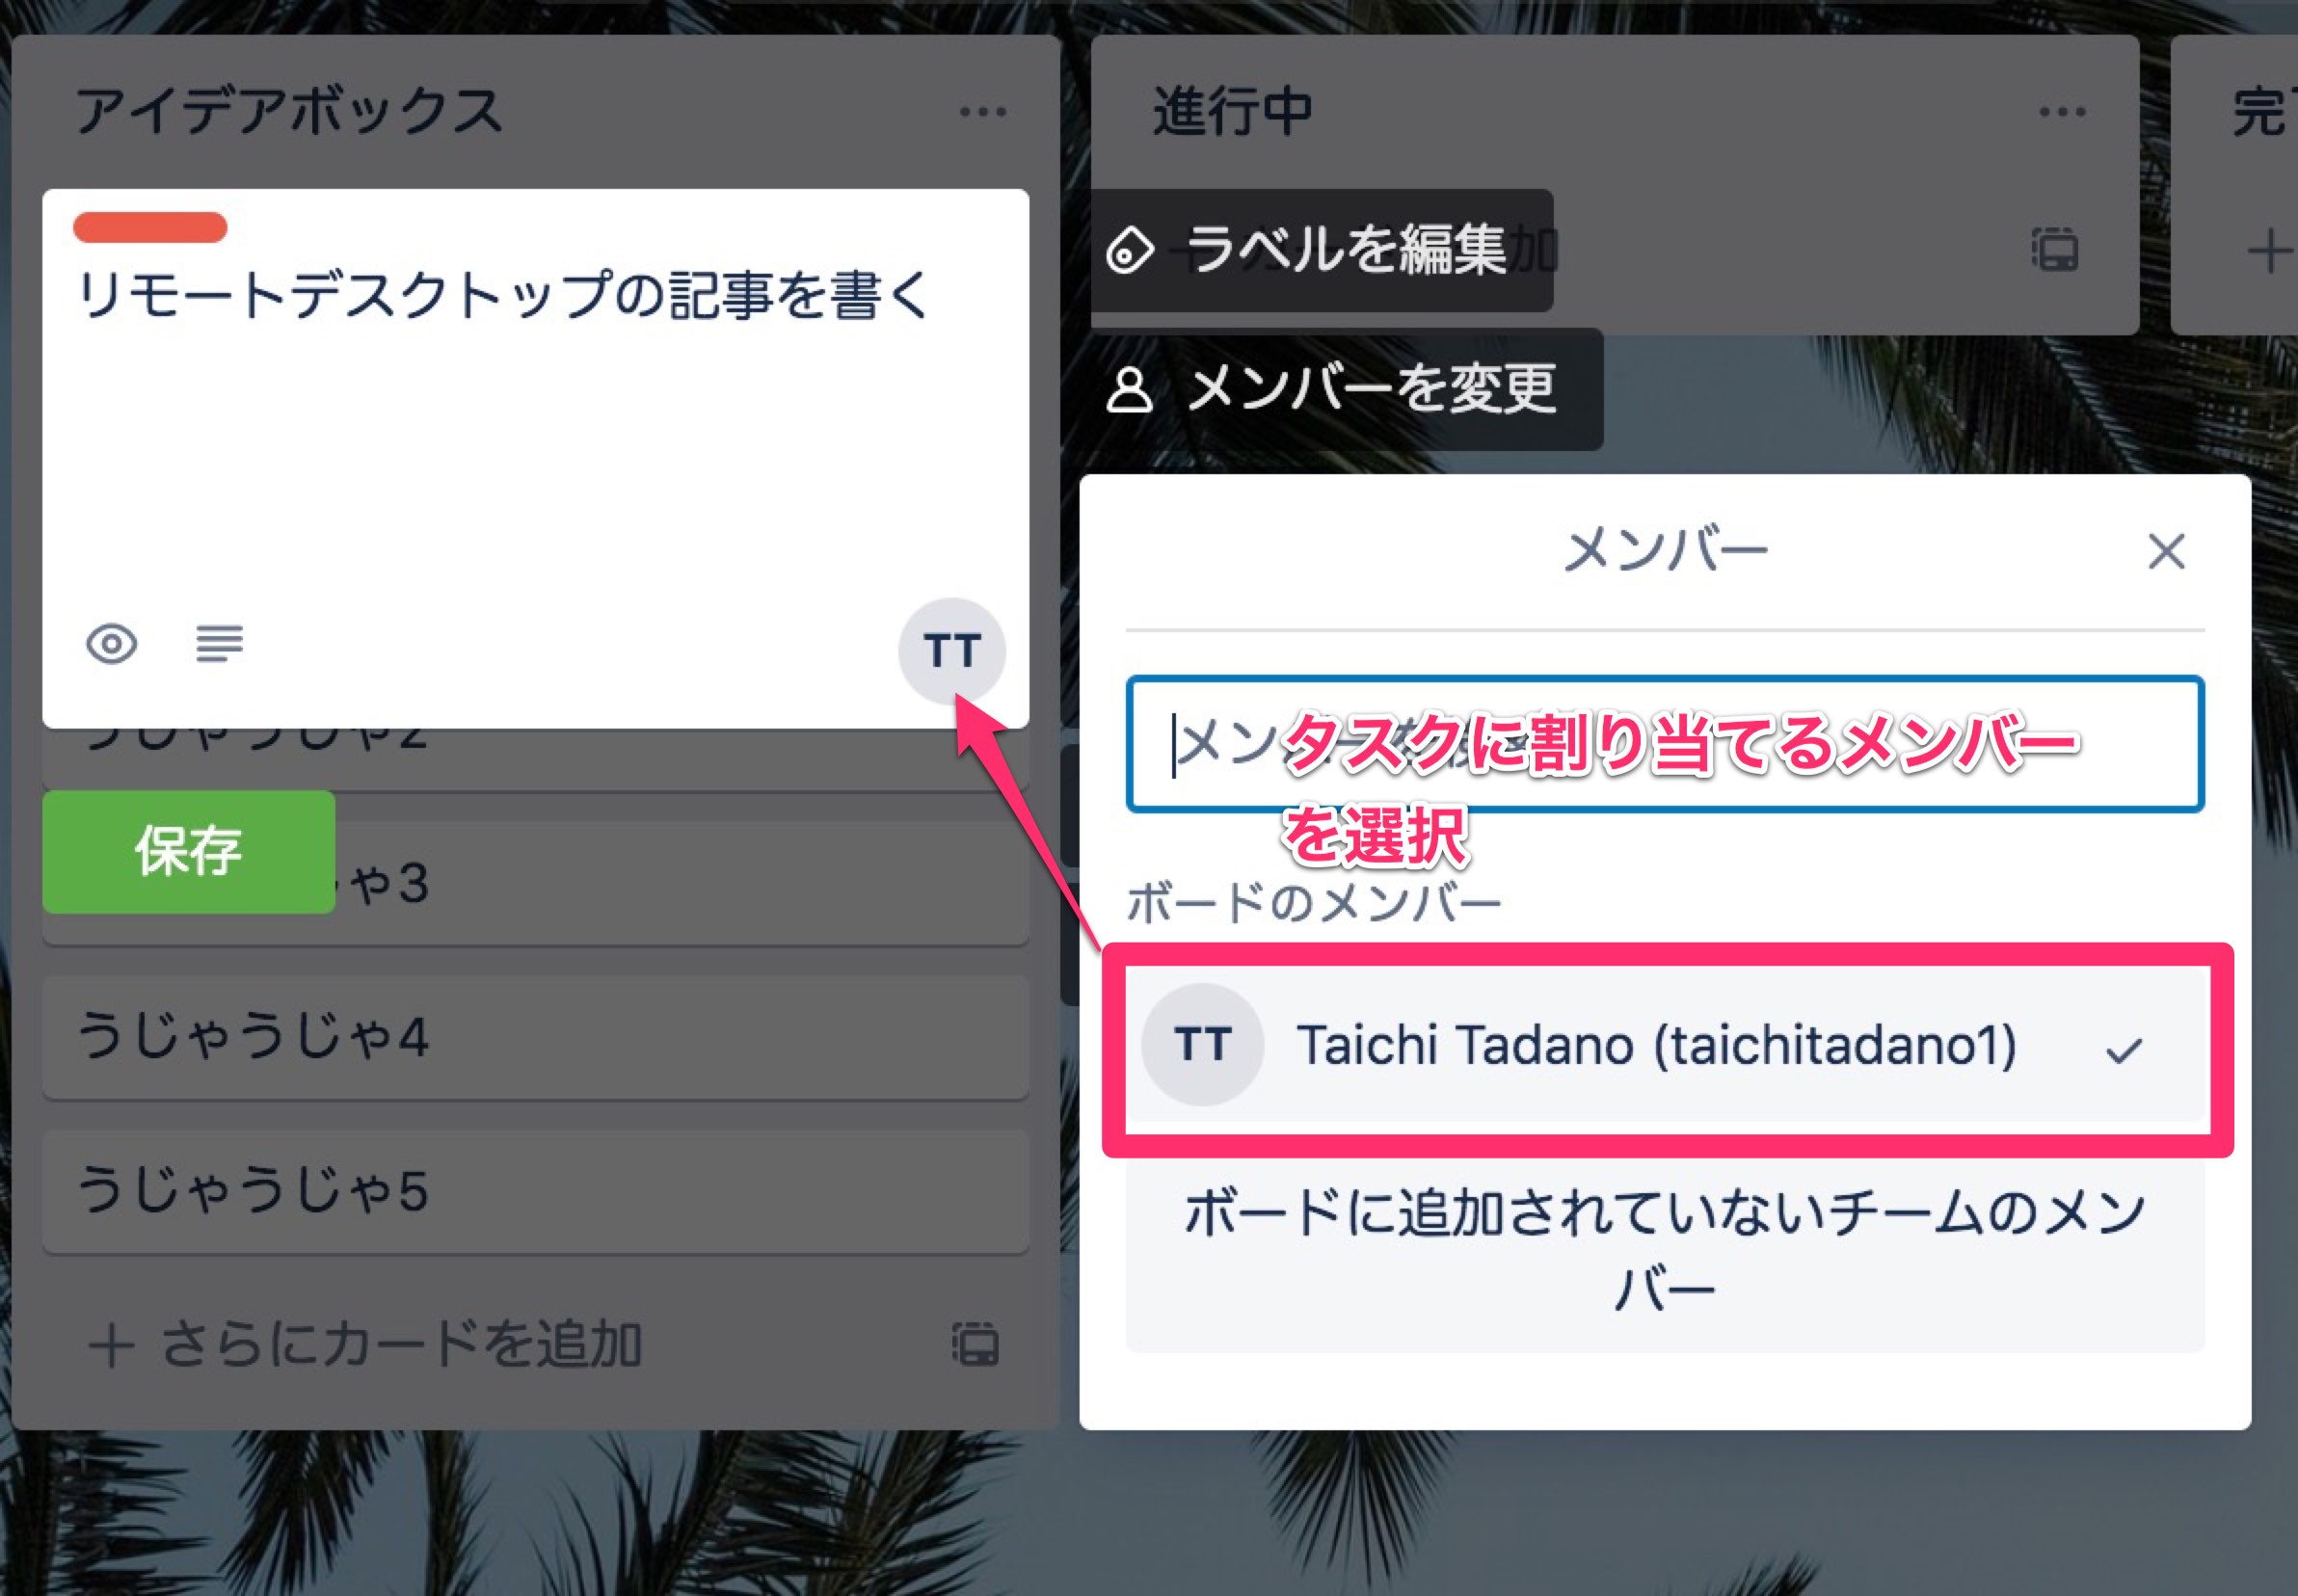 アイデアボックス
進行中
完
リモートデスクトップの記事を書く
ラベルを編集
加
メンバーを変更
TT
メンバー
メン
タスクに割り当てるメンバー
を選択
うじゃうじゃ2
保存
ゃ3
ボードのメンバー
TT Taichi Tadano (taichitadano1)
うじゃうじゃ4
うじゃうじゃ5
ボードに追加されていないチームのメン
バー
+ さらにカードを追加